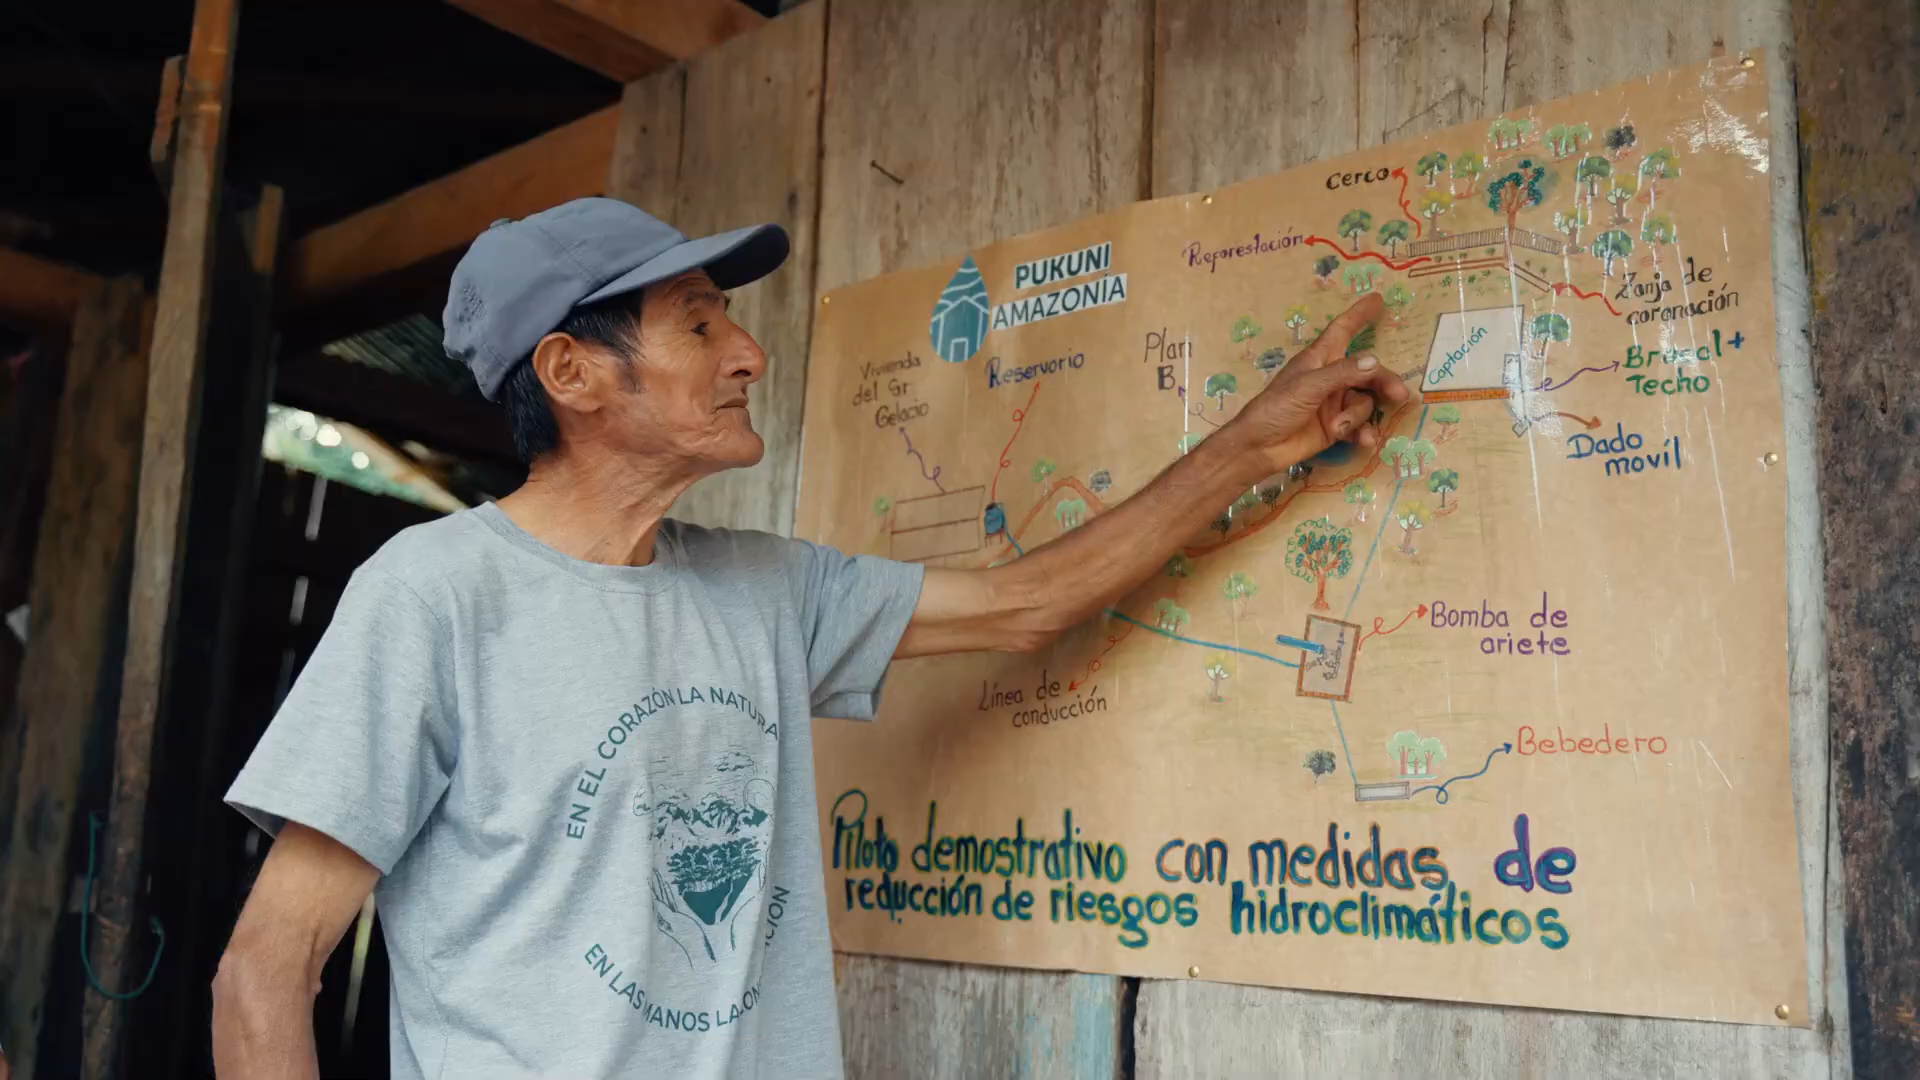 PUKUNI
AMAZONÍA
Vivienda
del Sr
Gelacio
Reservorio
Plan
B
Cerco
Reforestación
Zanja de
coronación
Captación
Techo
Dado
movil
Bomba de
ariete
Línea de
conducción
Bebedero
Piloto demostrativo con medidas de
reducción de riesgos hidroclimáticos
EN EL CORAZÓN LA NATURA
EN LAS MANOS LA